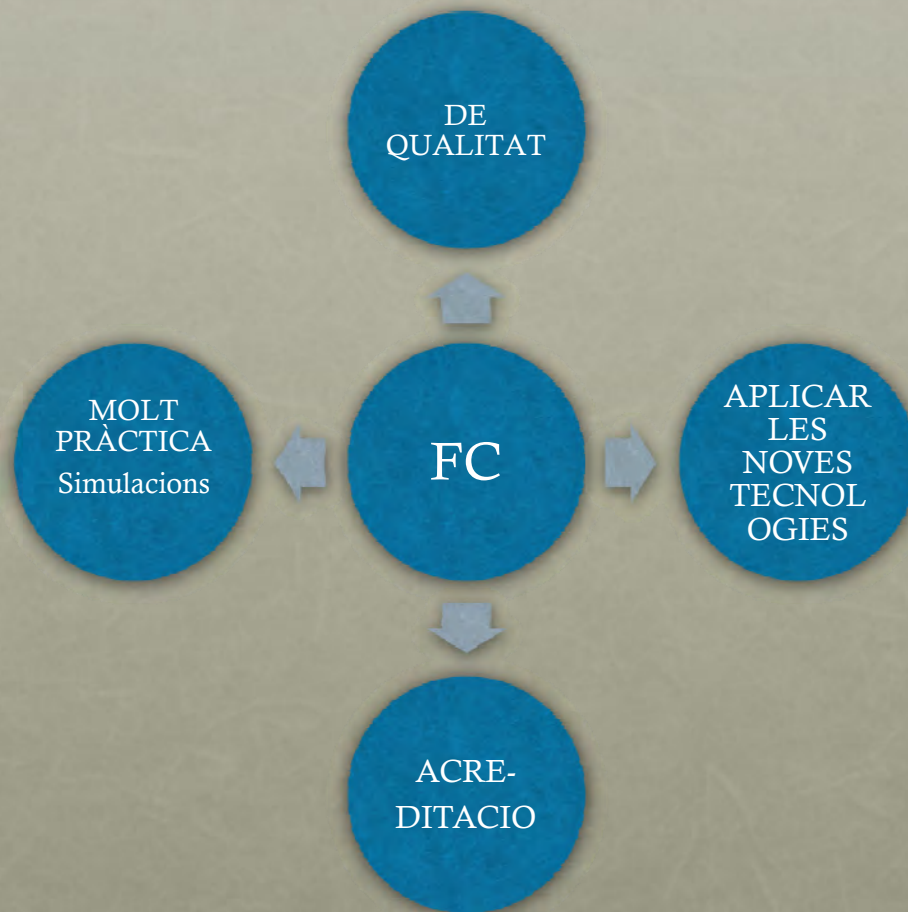 DE
QUALITAT
MOLT
PRÀCTICA
Simulacions
FC
APLICAR
LES
NOVES
TECNOL
OGIES
ACRE-
DITACIO